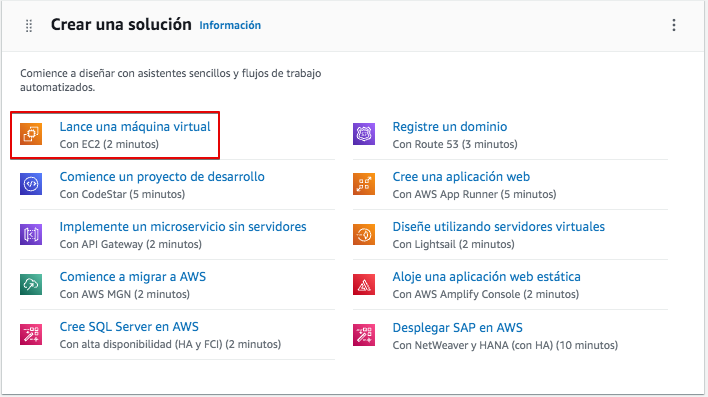 Crear una solución Información
Comience a diseñar con asistentes sencillos y flujos de trabajo
automatizados.
Lance una máquina virtual
Con EC2 (2 minutos)
Registre un dominio
Con Route 53 (3 minutos)
Comience un proyecto de desarrollo
Con CodeStar (5 minutos)
Cree una aplicación web
Con AWS App Runner (5 minutos)
Implemente un microservicio sin servidores
Con API Gateway (2 minutos)
Diseñe utilizando servidores virtuales
Con Lightsail (2 minutos)
Comience a migrar a AWS
Con AWS MGN (2 minutos)
Aloje una aplicación web estática
Con AWS Amplify Console (2 minutos)
Cree SQL Server en AWS
Con alta disponibilidad (HA y FCI) (2 minutos)
Desplegar SAP en AWS
Con NetWeaver y HANA (con HA) (10 minutos)